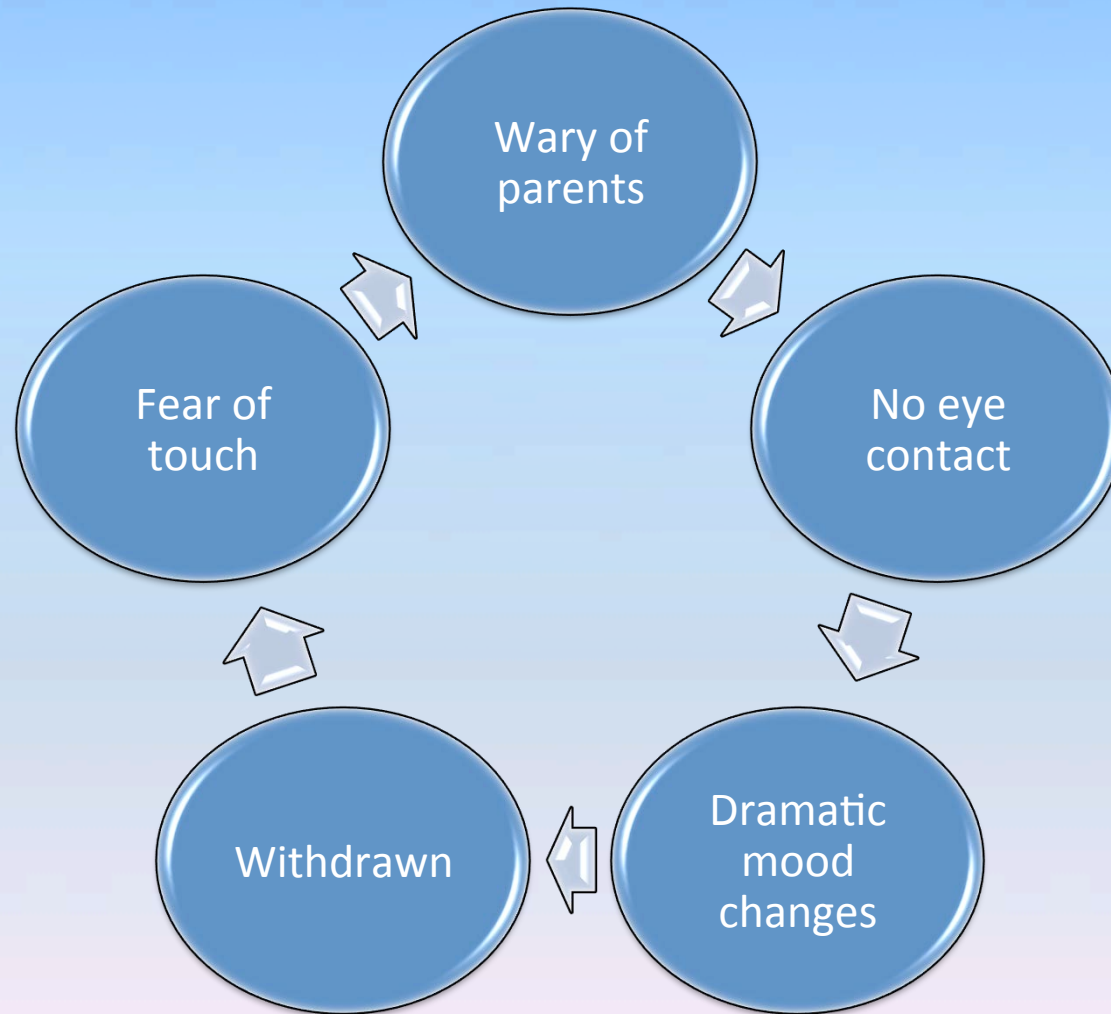 Wary of
parents
No eye
contact
Dramatic
mood
changes
Withdrawn
Fear of
touch